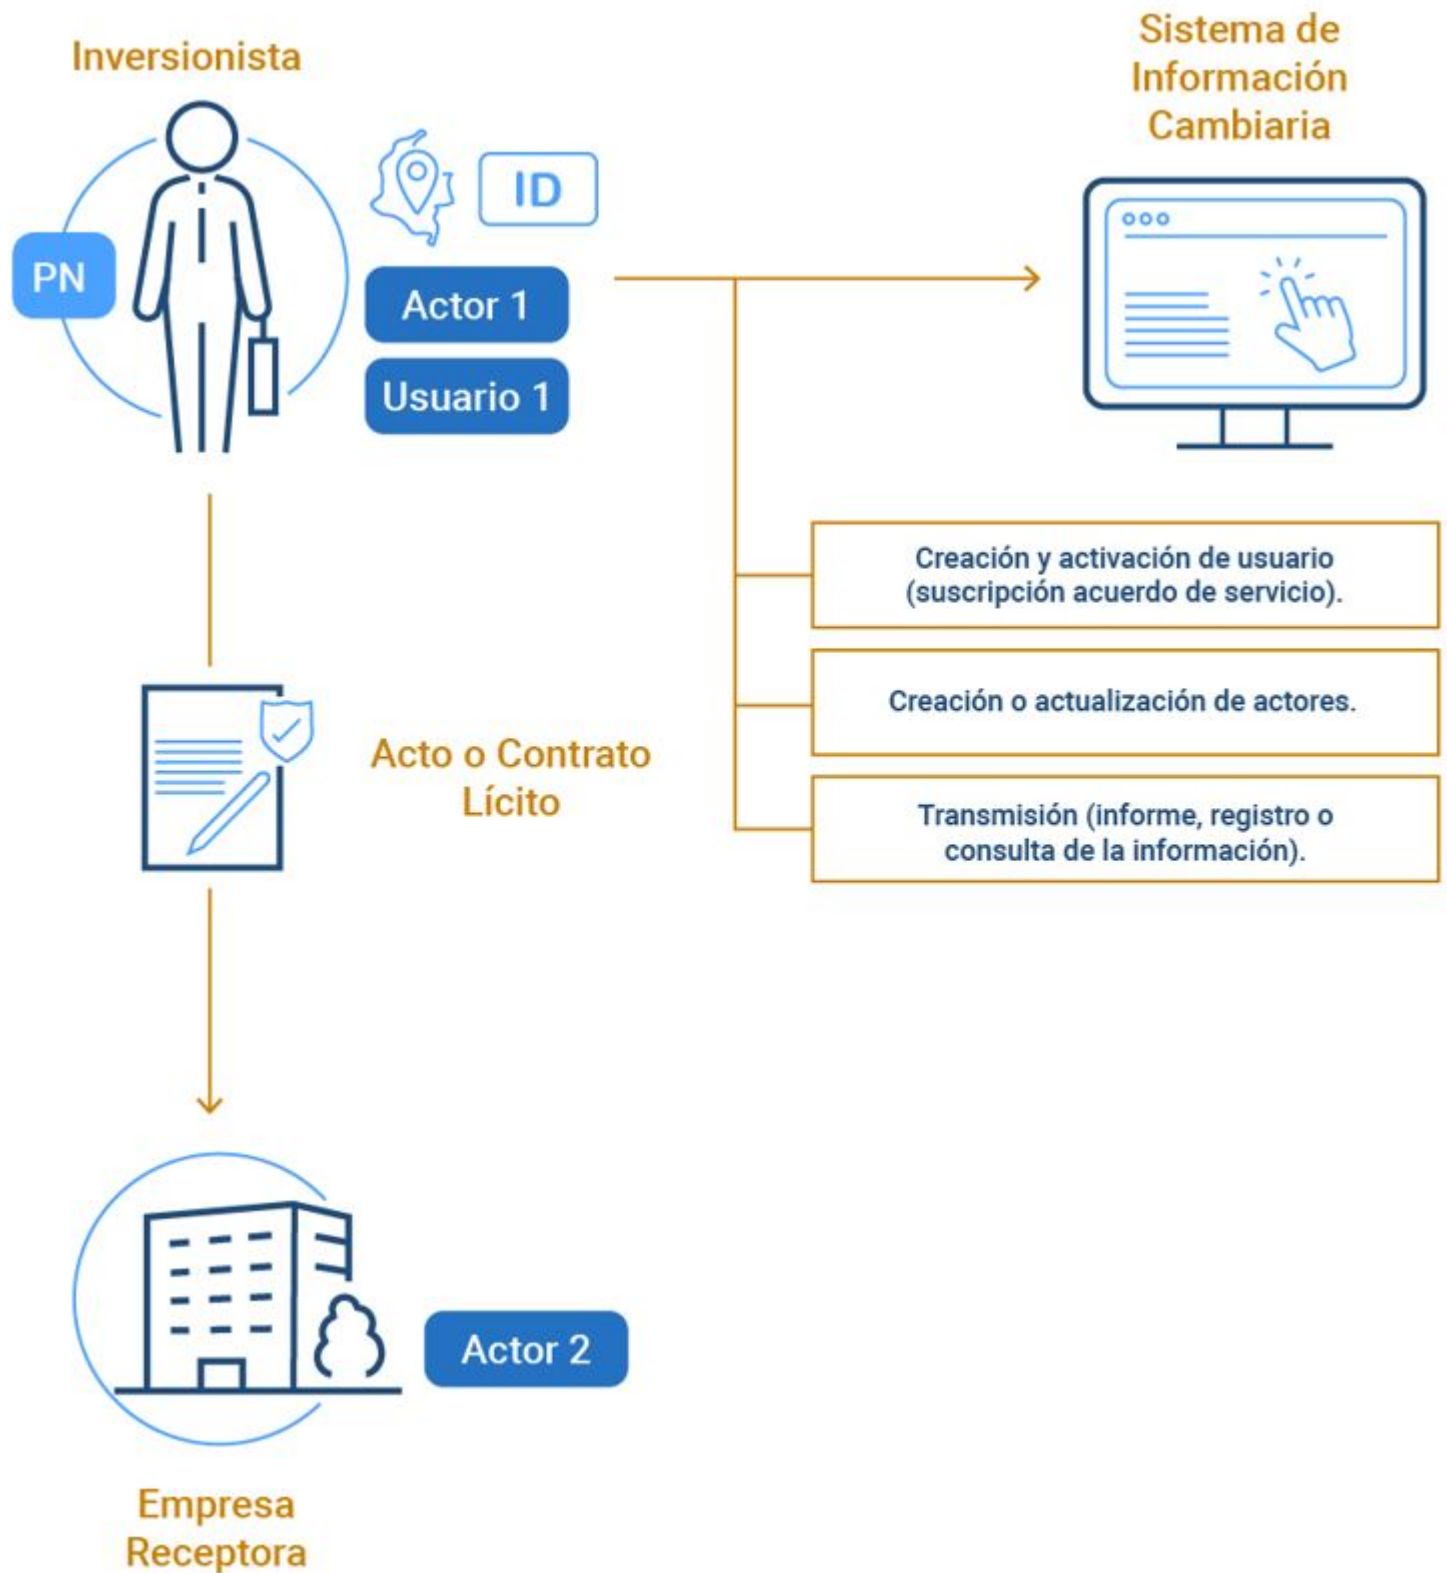 Inversionista
PN
ID
Actor 1
Usuario 1
Sistema de
Información
Cambiaria
Creación y activación de usuario
(suscripción acuerdo de servicio).
Creación o actualización de actores.
Transmisión (informe, registro o
consulta de la información).
Acto o Contrato
Lícito
Actor 2
Empresa
Receptora